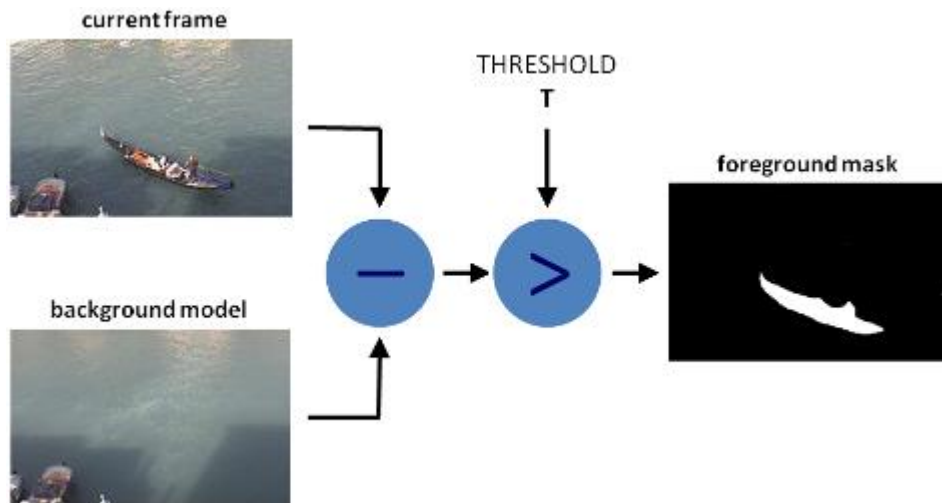 current frame
THRESHOLD
T
foreground mask
−
>
background model